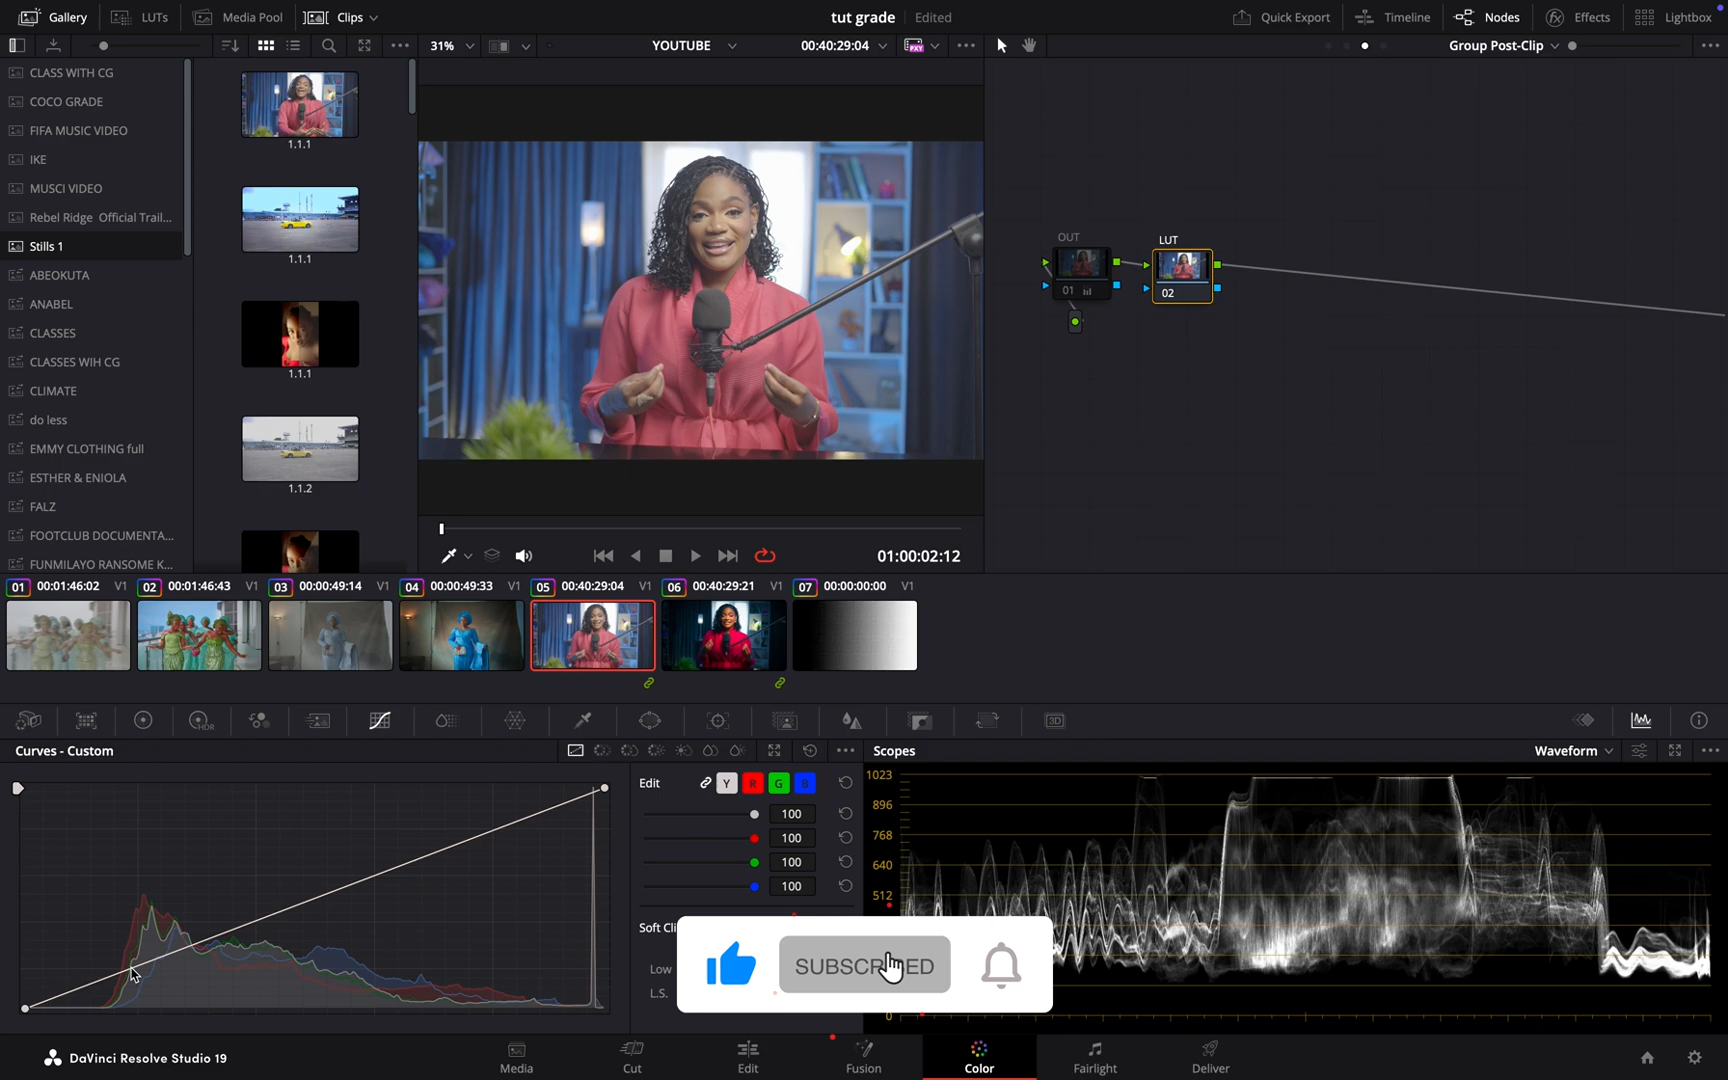 Gallery LUTs Media Pool Clips tut grade Edited Quick Export Timeline Nodes Effects Lightbox
31% YOUTUBE 00:40:29:04 PXY Group Post-Clip
CLASS WITH CG
COCO GRADE
FIFA MUSIC VIDEO
IKE
MUSCI VIDEO
Rebel Ridge Official Trail...
Stills 1
ABEOKUTA
ANABEL
CLASSES
CLASSES WIH CG
CLIMATE
do less
EMMY CLOTHING full
ESTHER & ENIOLA
FALZ
FOOTCLUB DOCUMENTA...
FUNMILAYO RANSOME K...
1.1.1
1.1.1
1.1.1
1.1.2
OUT
01
LUT
02
01:00:02:12
01 00:01:46:02 V1 02 00:01:46:43 V1 03 00:00:49:14 V1 04 00:00:49:33 V1 05 00:40:29:04 V1 06 00:40:29:21 V1 07 00:00:00:00 V1
HDR
3D
Curves - Custom
Edit Y R G B
100
100
100
100
Soft Cli
Low
L.S.
Scopes Waveform
1023
896
768
640
512
0
SUBSCRIBED
DaVinci Resolve Studio 19
Media Cut Edit Fusion Color Fairlight Deliver